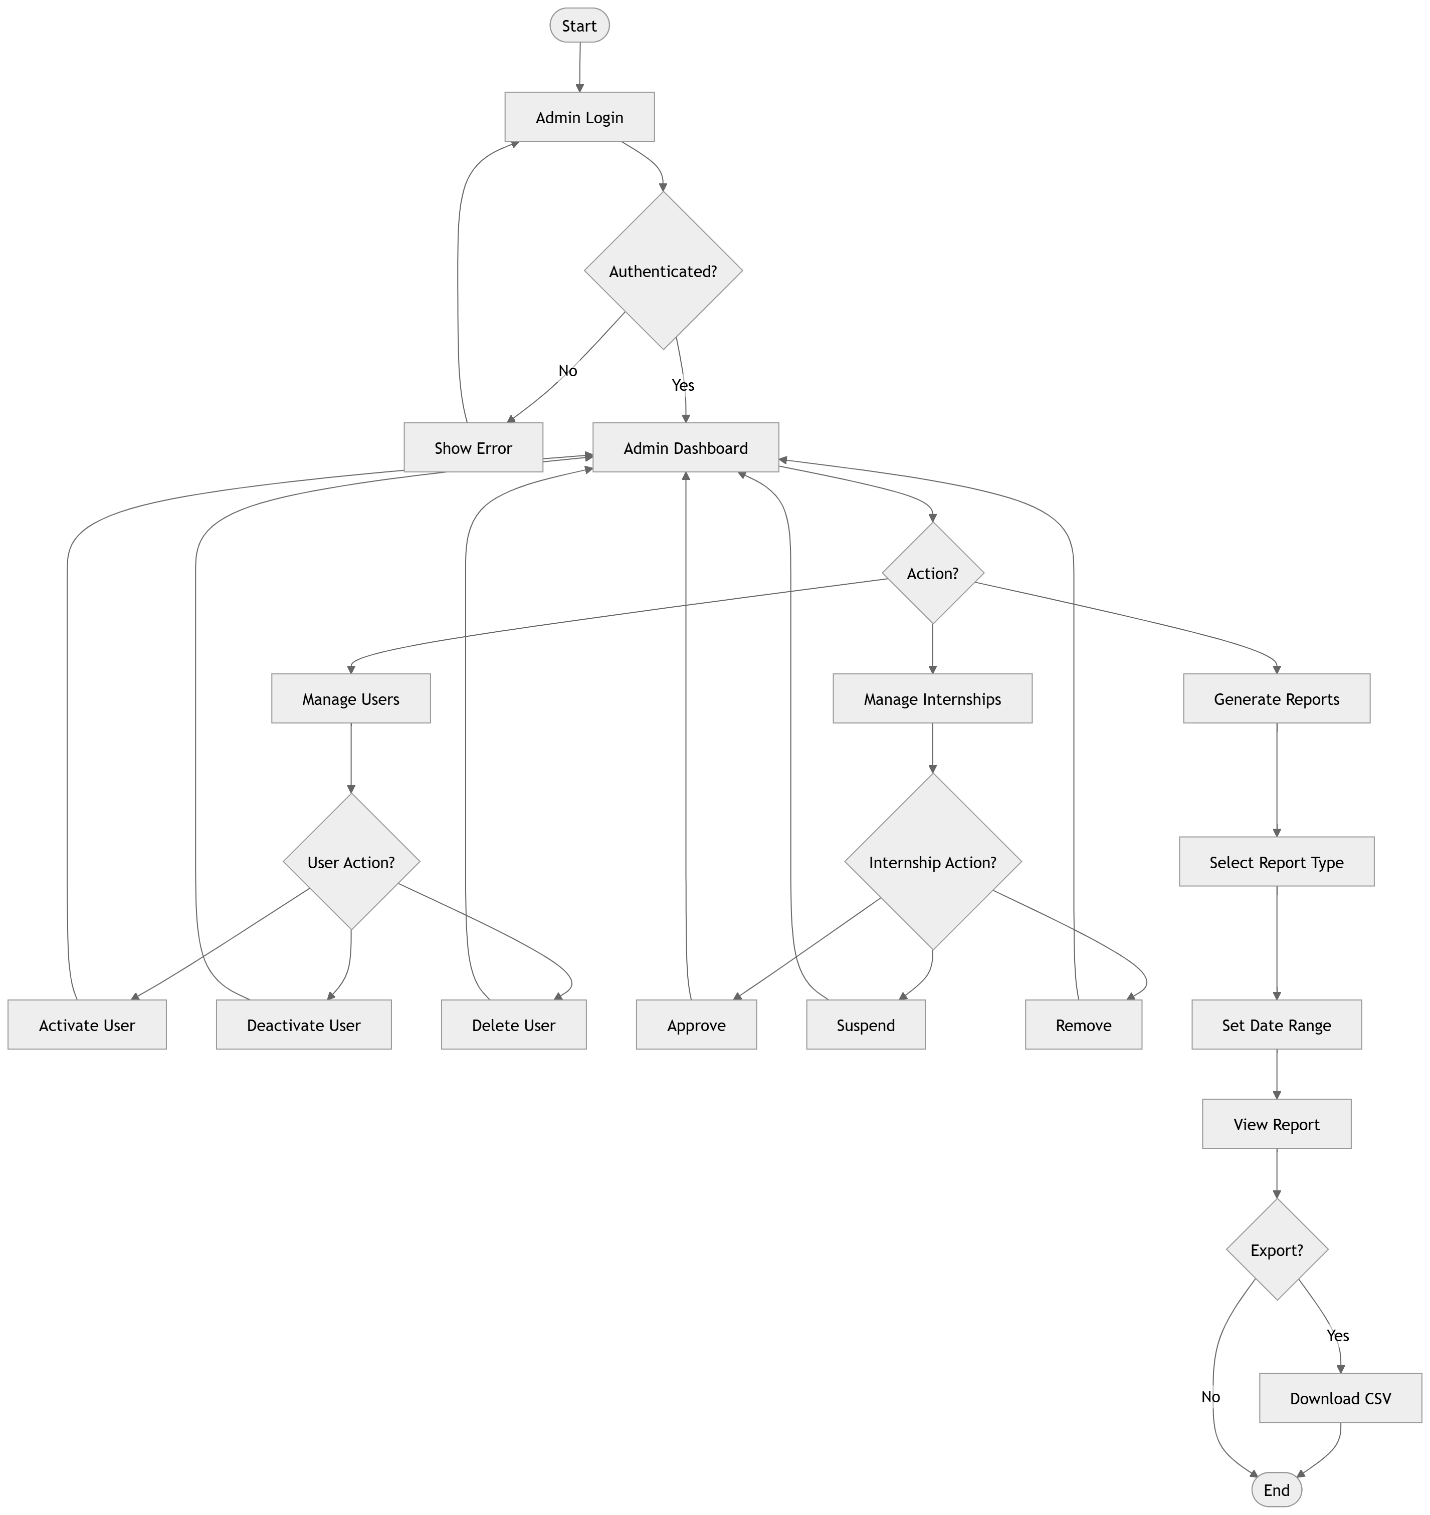 Start
Admin Login
Authenticated?
No
Yes
Show Error
Admin Dashboard
Action?
Manage Users
Manage Internships
Generate Reports
User Action?
Internship Action?
Select Report Type
Activate User
Deactivate User
Delete User
Approve
Suspend
Remove
Set Date Range
View Report
Export?
Yes
No
Download CSV
End